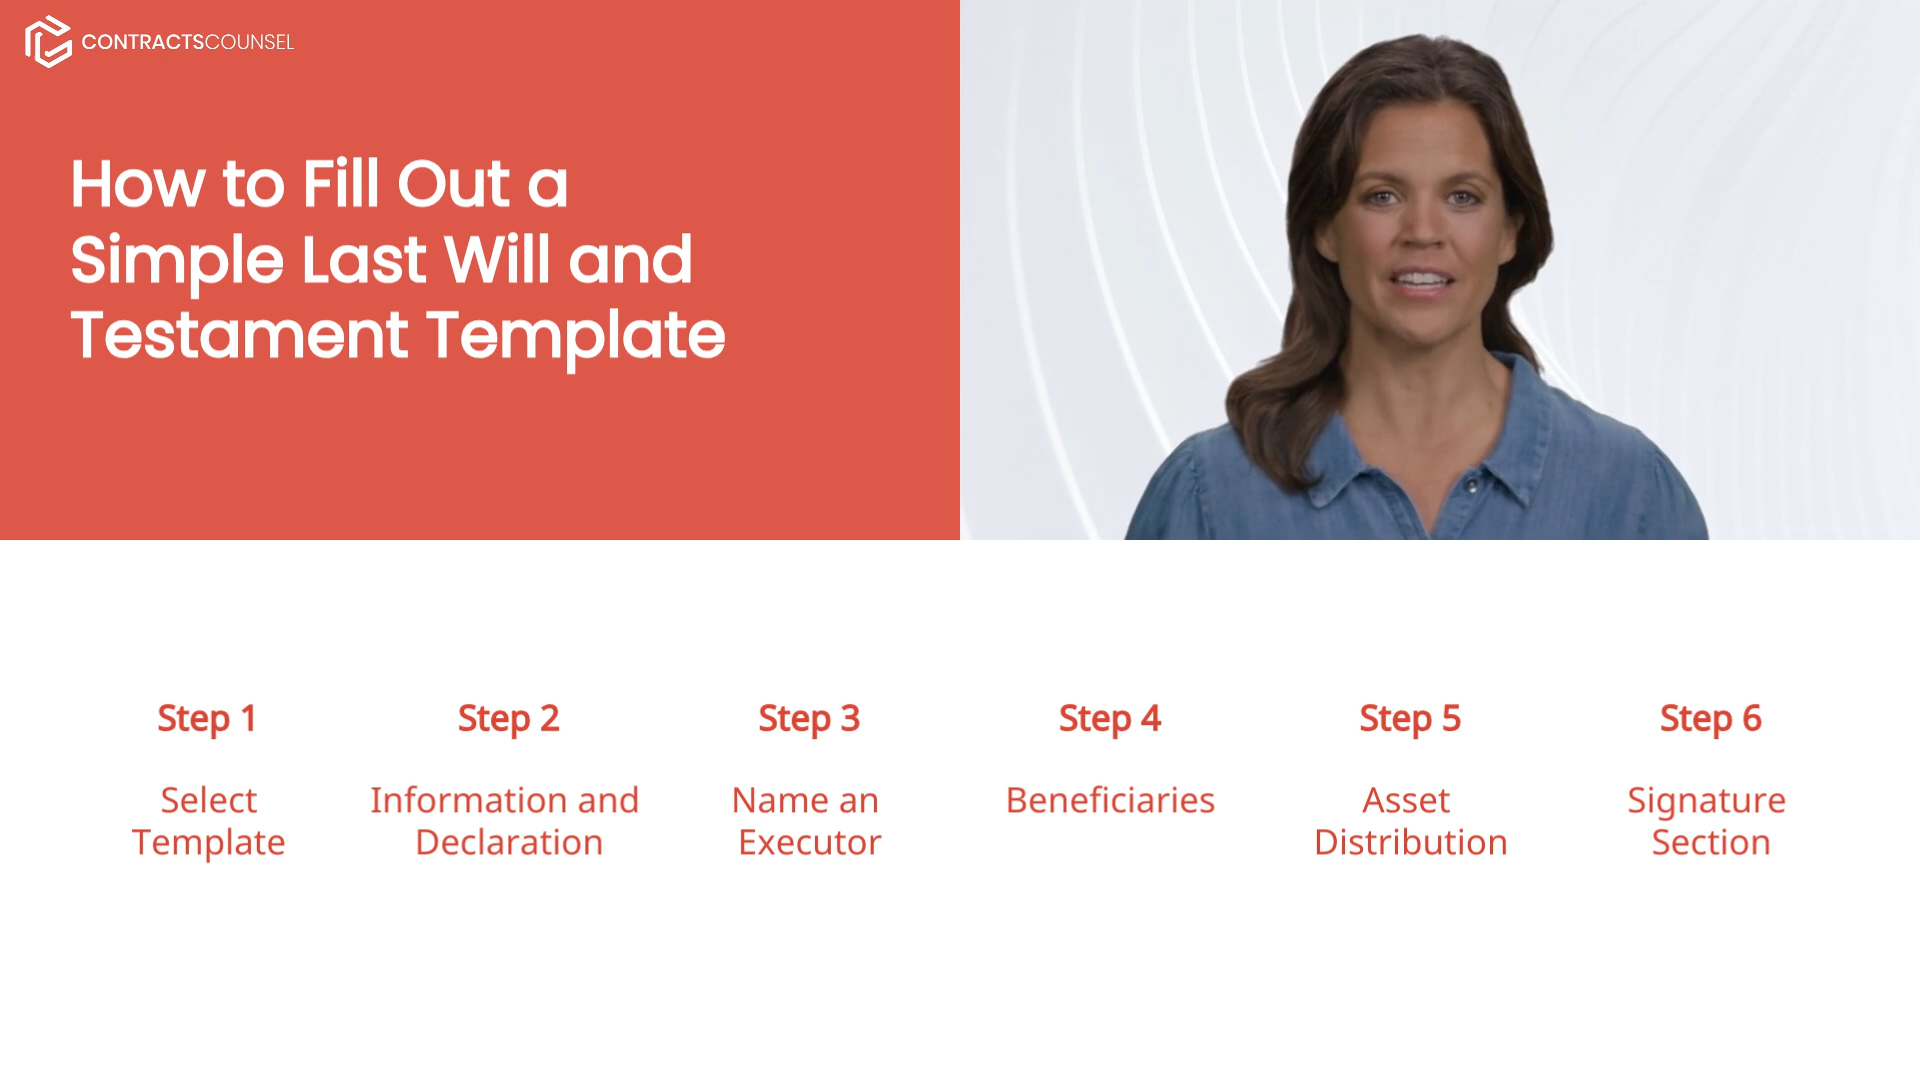 CONTRACTSCOUNSEL
How to Fill Out a
Simple Last Will and
Testament Template
Step 1
Select
Template
Step 2
Information and
Declaration
Step 3
Name an
Executor
Step 4
Beneficiaries
Step 5
Asset
Distribution
Step 6
Signature
Section